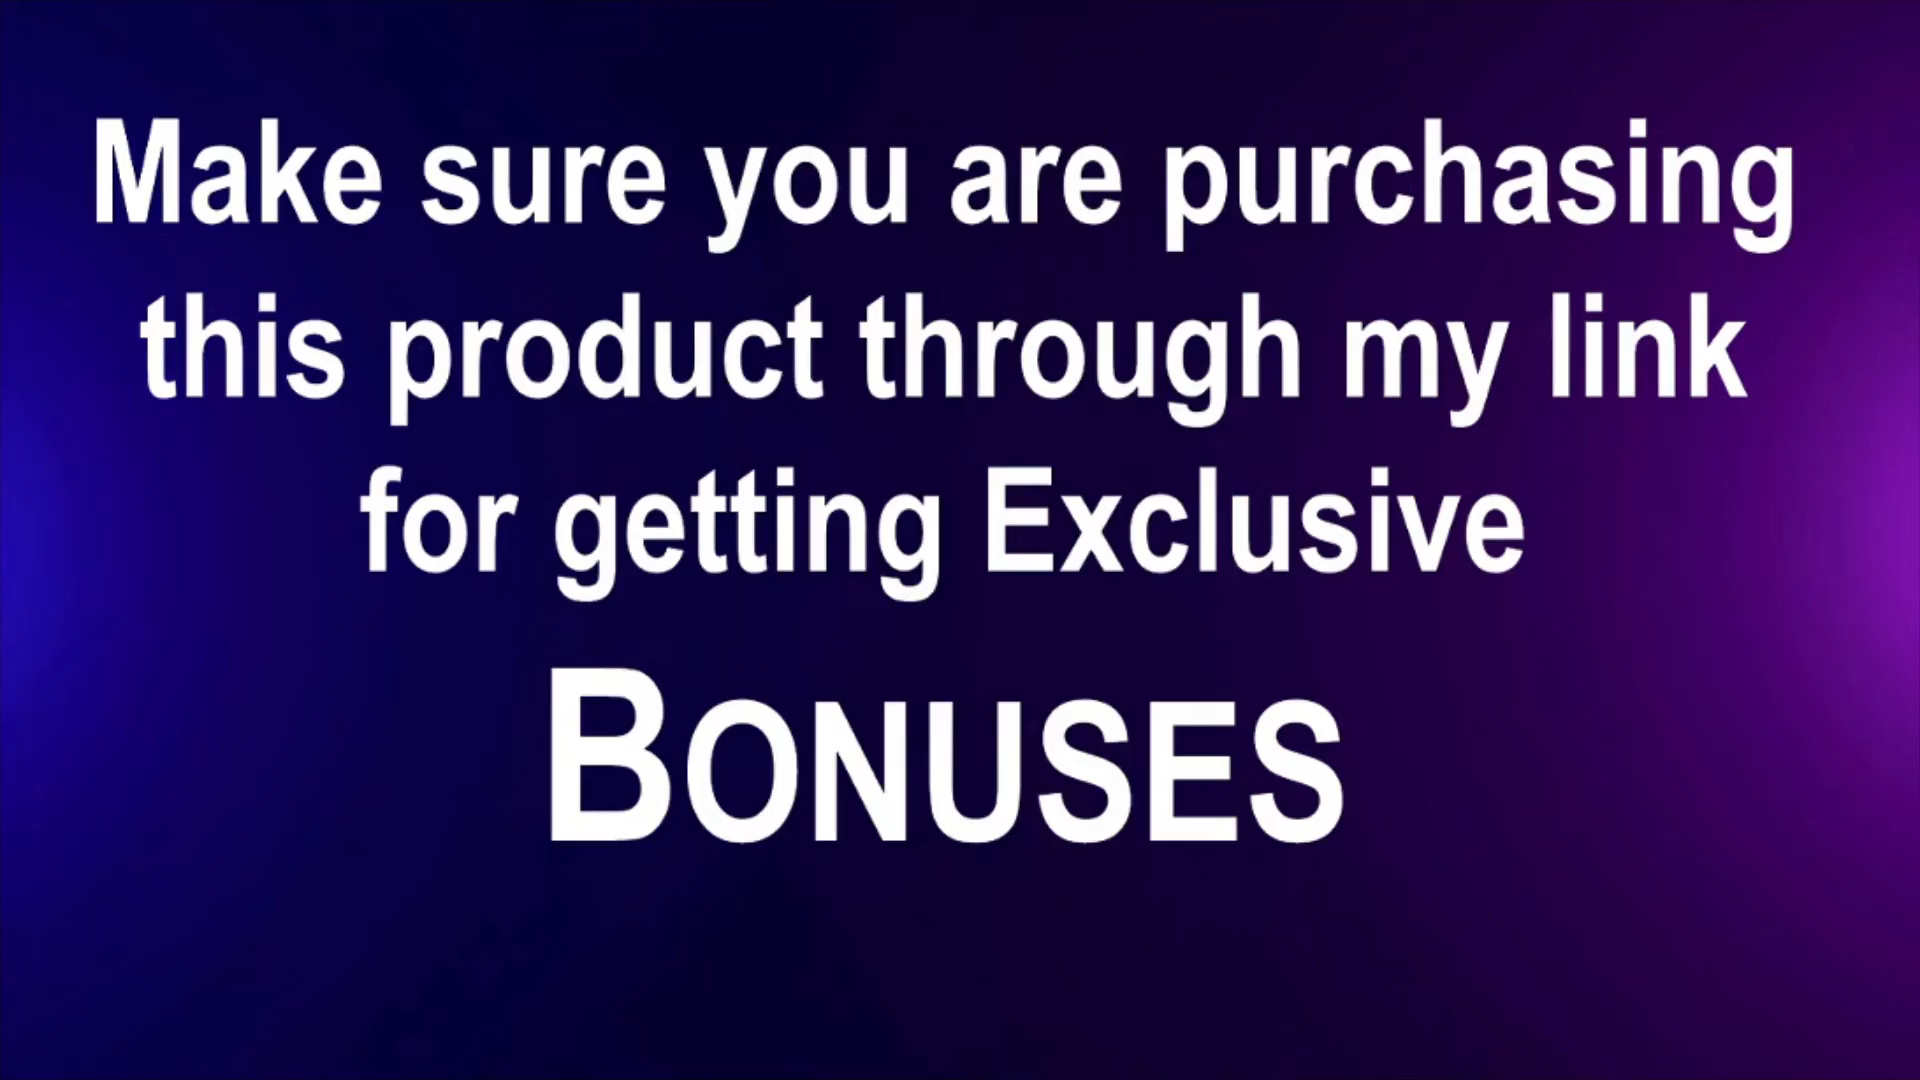 Make sure you are purchasing
this product through my link
for getting Exclusive
BONUSES